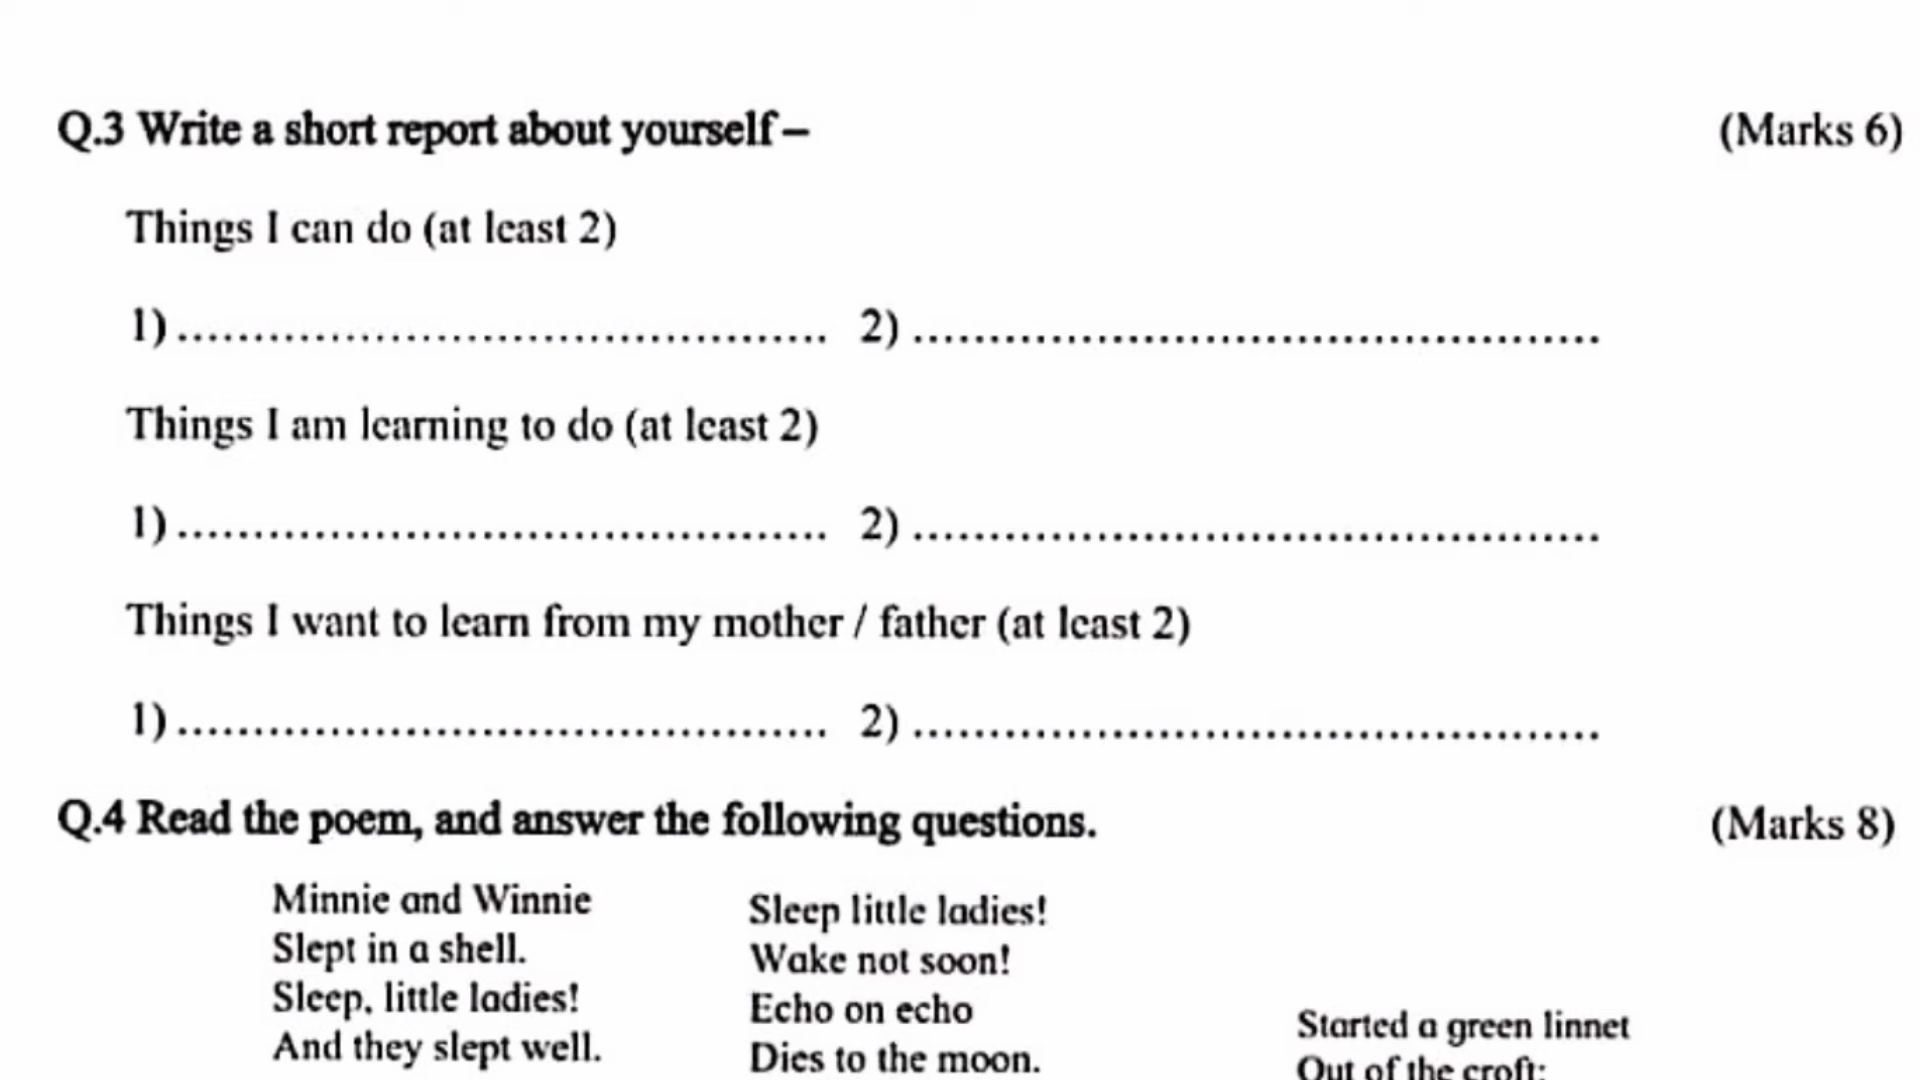 Q.3 Write a short report about yourself – (Marks 6)
Things I can do (at least 2)
1) ........................................... 2) ..............................................
Things I am learning to do (at least 2)
1) ........................................... 2) ..............................................
Things I want to learn from my mother / father (at least 2)
1) ........................................... 2) ..............................................
Q.4 Read the poem, and answer the following questions. (Marks 8)
Minnie and Winnie
Slept in a shell.
Sleep, little ladies!
And they slept well.
Sleep little ladies!
Wake not soon!
Echo on echo
Dies to the moon.
Started a green linnet
Out of the croft;